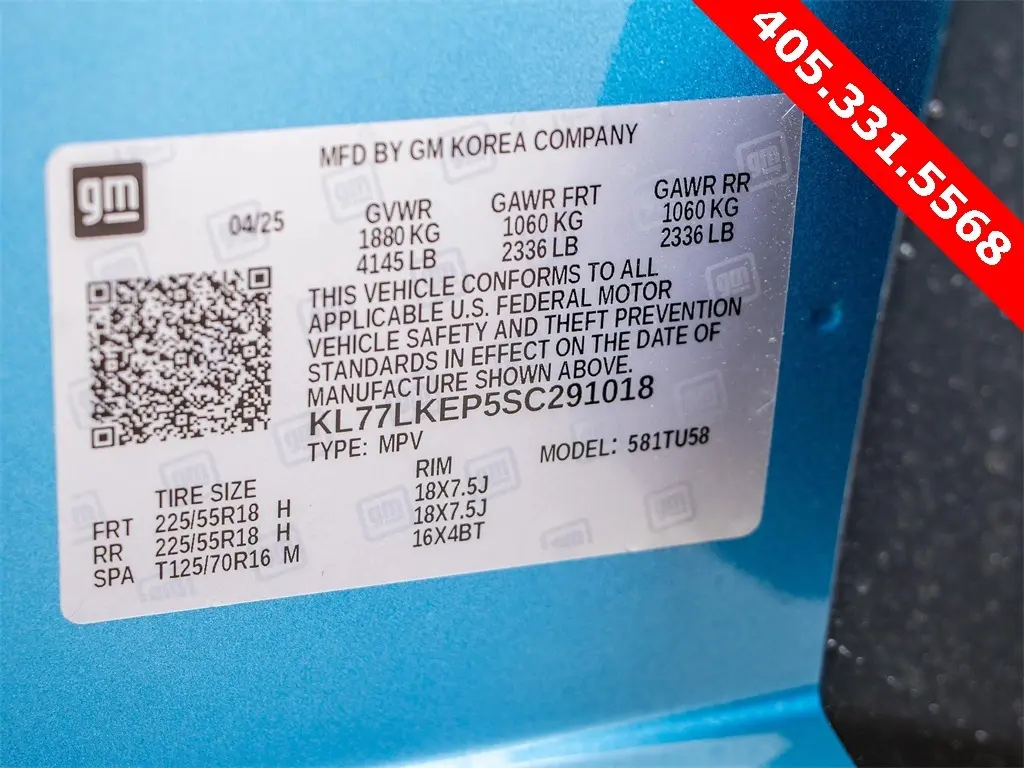 405.331.5568
MFD BY GM KOREA COMPANY
gm
04/25
GVWR GAWR FRT GAWR RR
1880 KG 1060 KG 1060 KG
4145 LB 2336 LB 2336 LB
THIS VEHICLE CONFORMS TO ALL
APPLICABLE U.S. FEDERAL MOTOR
VEHICLE SAFETY AND THEFT PREVENTION
STANDARDS IN EFFECT ON THE DATE OF
MANUFACTURE SHOWN ABOVE.
KL77LKEP5SC291018
TYPE: MPV MODEL: 581TU58
TIRE SIZE RIM
FRT 225/55R18 H 18X7.5J
RR 225/55R18 H 18X7.5J
SPA T125/70R16 M 16X4BT